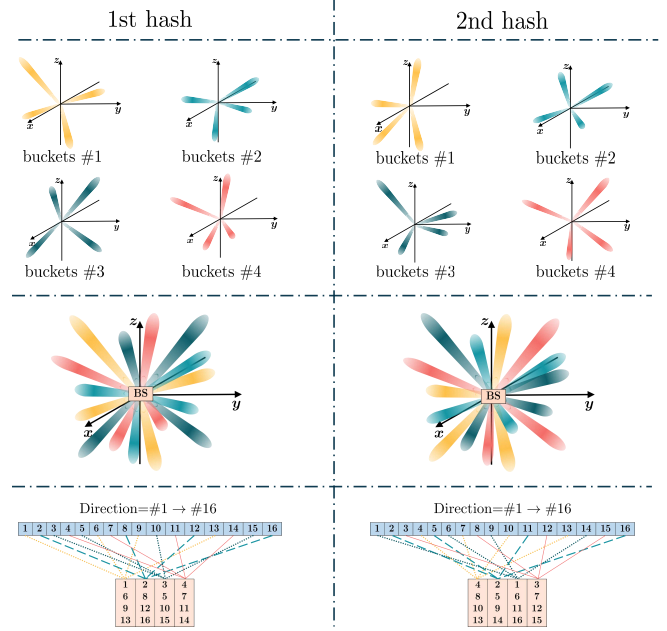 1st hash
2nd hash
z
y
x
buckets #1
z
y
x
buckets #2
z
y
x
buckets #1
z
y
x
buckets #2
z
y
x
buckets #3
z
y
x
buckets #4
z
y
x
buckets #3
z
y
x
buckets #4
z
BS
y
x
z
BS
y
x
Direction=#1 → #16
1 2 3 4 5 6 7 8 9 10 11 12 13 14 15 16
1 2 3 4
6 8 5 7
9 12 10 11
13 16 15 14
Direction=#1 → #16
1 2 3 4 5 6 7 8 9 10 11 12 13 14 15 16
4 2 1 3
8 5 6 7
10 9 11 12
13 14 16 15